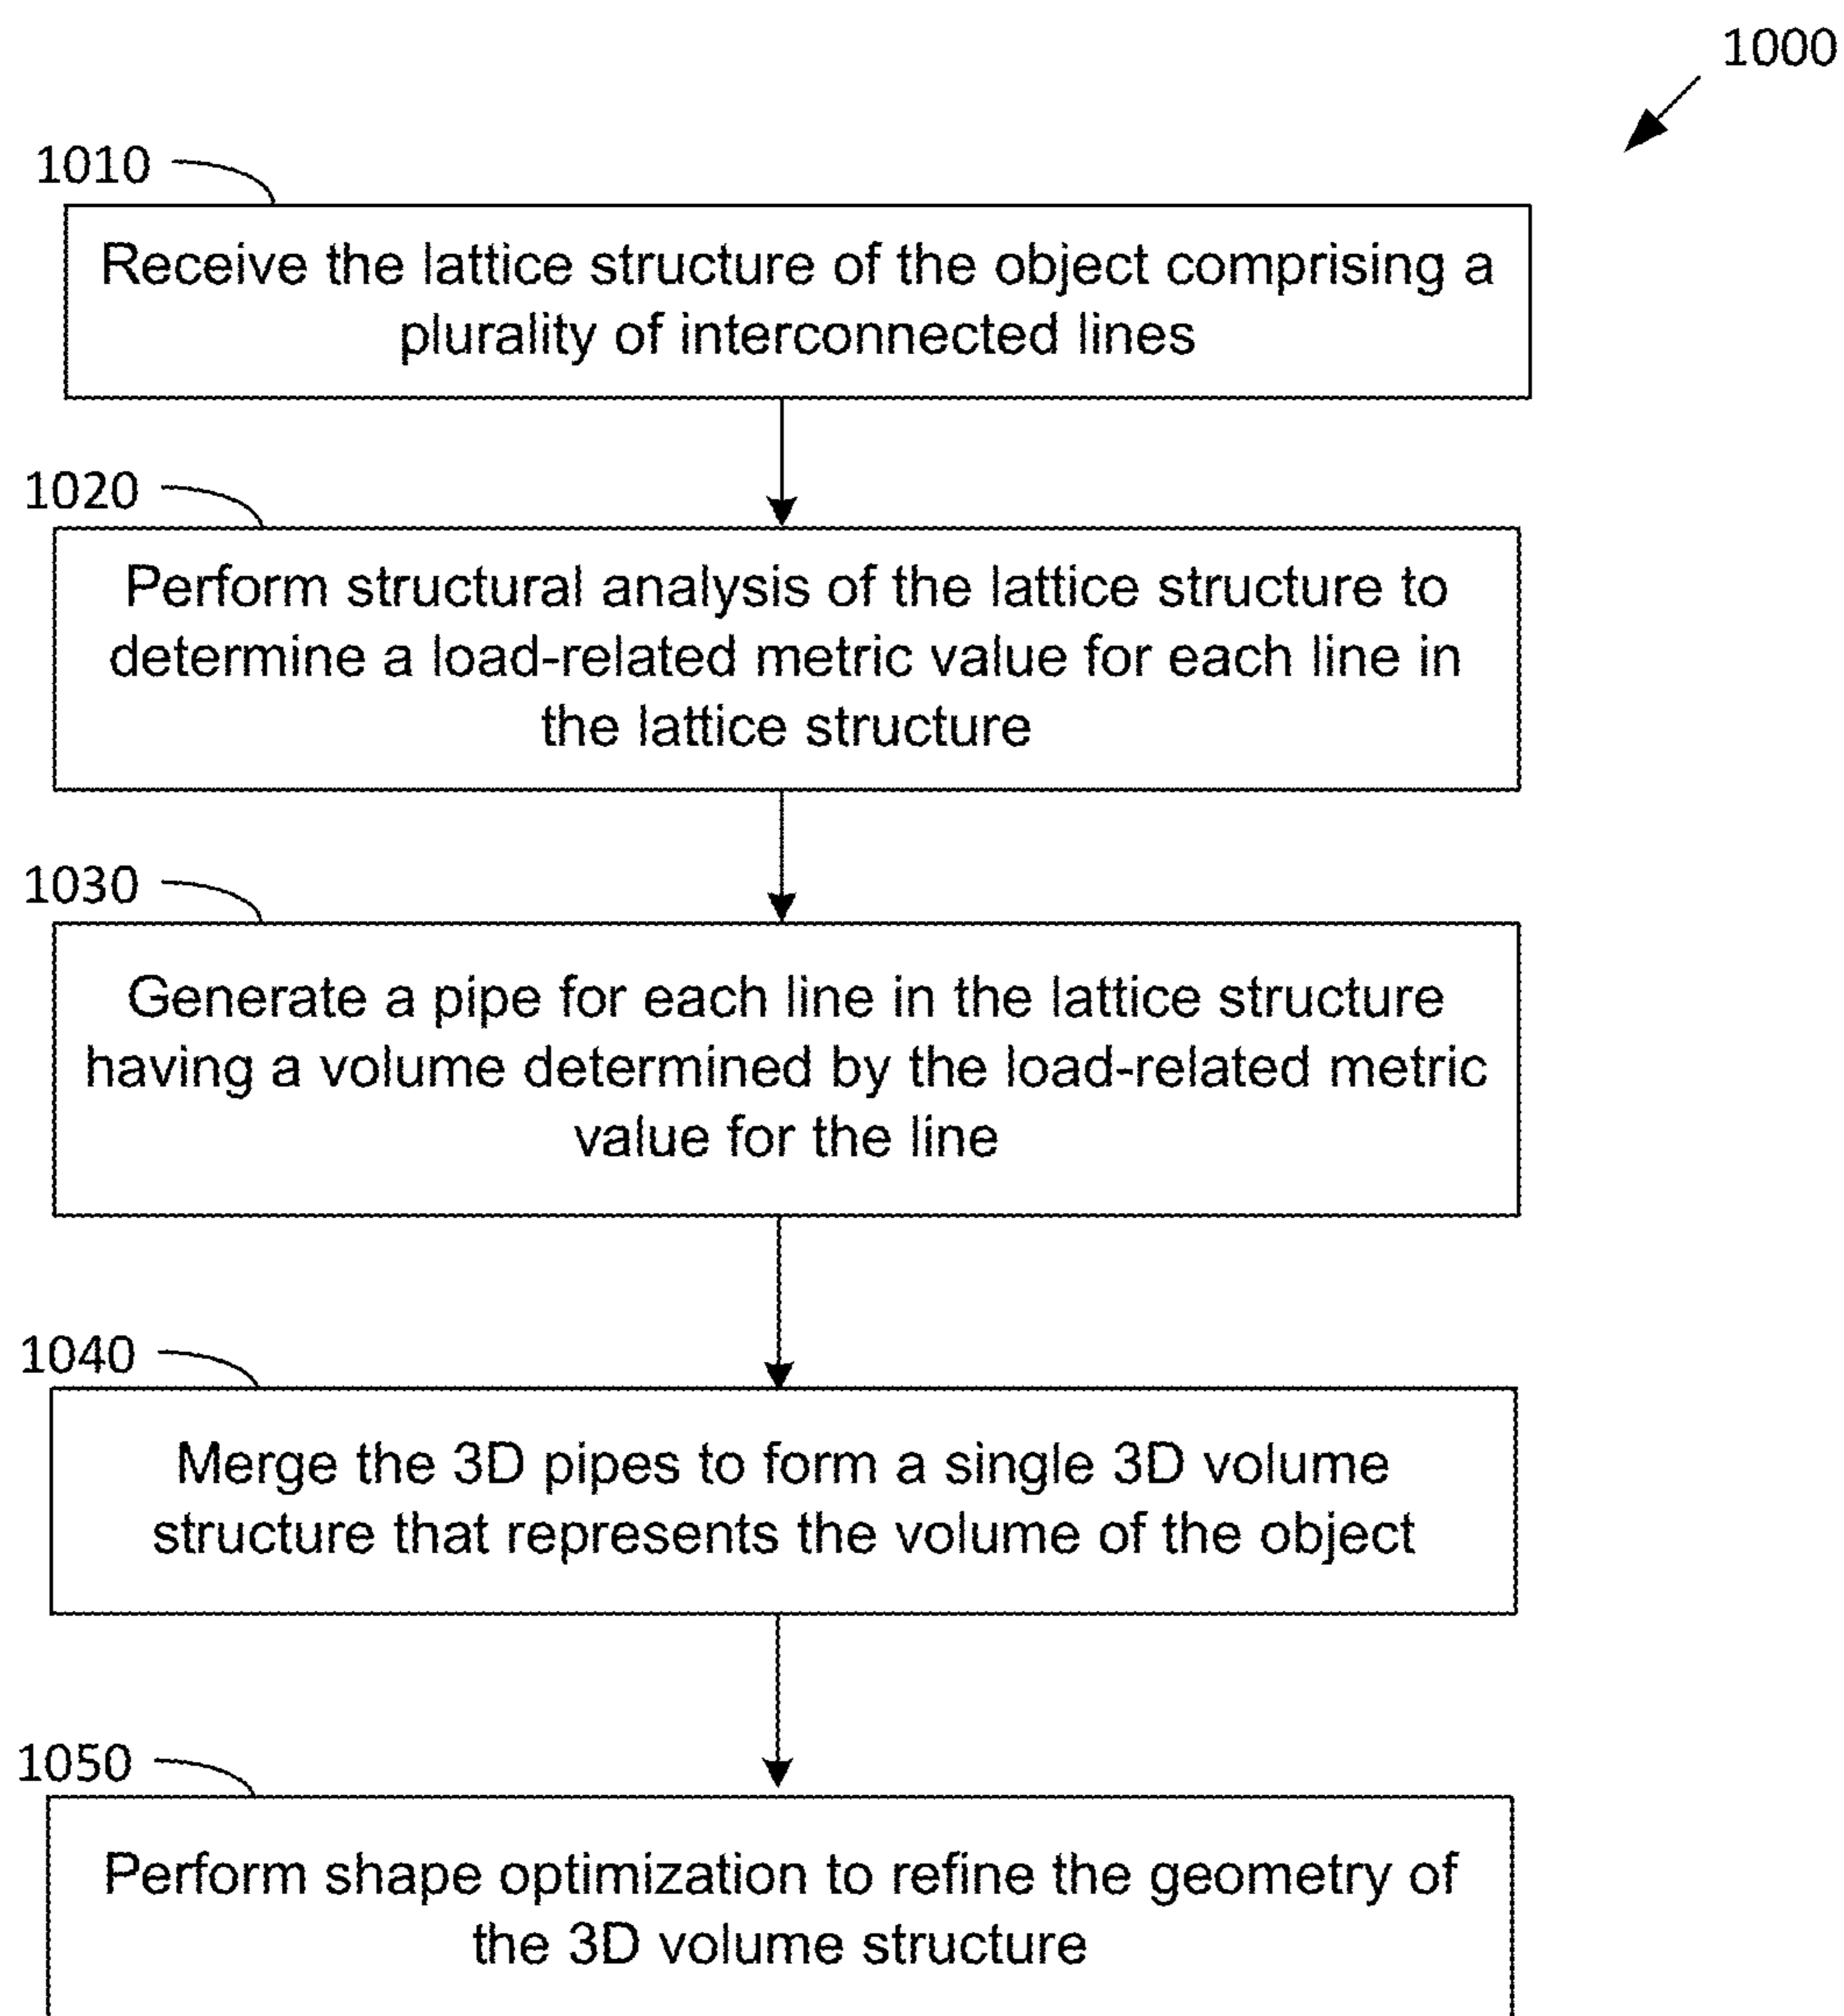 1000
1010
Receive the lattice structure of the object comprising a
plurality of interconnected lines
1020
Perform structural analysis of the lattice structure to
determine a load-related metric value for each line in
the lattice structure
1030
Generate a pipe for each line in the lattice structure
having a volume determined by the load-related metric
value for the line
1040
Merge the 3D pipes to form a single 3D volume
structure that represents the volume of the object
1050
Perform shape optimization to refine the geometry of
the 3D volume structure